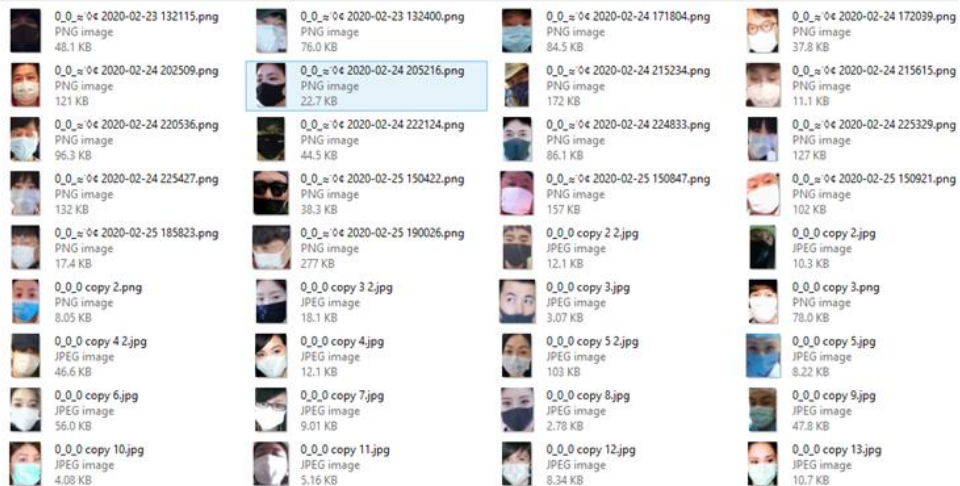 0_0_≈°◊¢ 2020-02-23 132115.png
PNG image
48.1 KB
0_0_≈°◊¢ 2020-02-23 132400.png
PNG image
76.0 KB
0_0_≈°◊¢ 2020-02-24 171804.png
PNG image
84.5 KB
0_0_≈°◊¢ 2020-02-24 172039.png
PNG image
37.8 KB
0_0_≈°◊¢ 2020-02-24 202509.png
PNG image
121 KB
0_0_≈°◊¢ 2020-02-24 205216.png
PNG image
22.7 KB
0_0_≈°◊¢ 2020-02-24 215234.png
PNG image
172 KB
0_0_≈°◊¢ 2020-02-24 215615.png
PNG image
11.1 KB
0_0_≈°◊¢ 2020-02-24 220536.png
PNG image
96.3 KB
0_0_≈°◊¢ 2020-02-24 222124.png
PNG image
44.5 KB
0_0_≈°◊¢ 2020-02-24 224833.png
PNG image
86.1 KB
0_0_≈°◊¢ 2020-02-24 225329.png
PNG image
127 KB
0_0_≈°◊¢ 2020-02-24 225427.png
PNG image
132 KB
0_0_≈°◊¢ 2020-02-25 150422.png
PNG image
38.3 KB
0_0_≈°◊¢ 2020-02-25 150847.png
PNG image
157 KB
0_0_≈°◊¢ 2020-02-25 150921.png
PNG image
102 KB
0_0_≈°◊¢ 2020-02-25 185823.png
PNG image
17.4 KB
0_0_≈°◊¢ 2020-02-25 190026.png
PNG image
277 KB
0_0_0 copy 2 2.jpg
JPEG image
12.1 KB
0_0_0 copy 2.jpg
JPEG image
10.3 KB
0_0_0 copy 2.png
PNG image
8.05 KB
0_0_0 copy 3 2.jpg
JPEG image
18.1 KB
0_0_0 copy 3.jpg
JPEG image
3.07 KB
0_0_0 copy 3.png
PNG image
78.0 KB
0_0_0 copy 4 2.jpg
JPEG image
46.6 KB
0_0_0 copy 4.jpg
JPEG image
12.1 KB
0_0_0 copy 5 2.jpg
JPEG image
103 KB
0_0_0 copy 5.jpg
JPEG image
8.22 KB
0_0_0 copy 6.jpg
JPEG image
56.0 KB
0_0_0 copy 7.jpg
JPEG image
9.01 KB
0_0_0 copy 8.jpg
JPEG image
2.78 KB
0_0_0 copy 9.jpg
JPEG image
47.8 KB
0_0_0 copy 10.jpg
JPEG image
4.08 KB
0_0_0 copy 11.jpg
JPEG image
5.16 KB
0_0_0 copy 12.jpg
JPEG image
8.34 KB
0_0_0 copy 13.jpg
JPEG image
10.7 KB